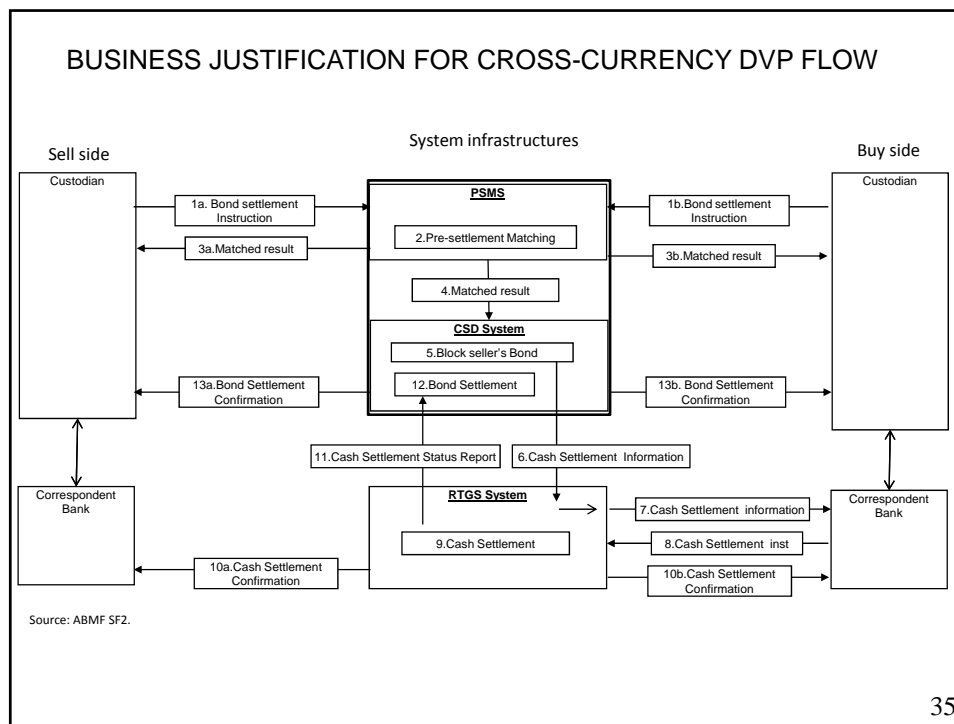 BUSINESS JUSTIFICATION FOR CROSS-CURRENCY DVP FLOW
Sell side
System infrastructures
Buy side
Custodian
PSMS
Custodian
1a. Bond settlement
Instruction
1b.Bond settlement
Instruction
2.Pre-settlement Matching
3a.Matched result
3b.Matched result
4.Matched result
CSD System
5.Block seller's Bond
12.Bond Settlement
13a.Bond Settlement
Confirmation
13b. Bond Settlement
Confirmation
11.Cash Settlement Status Report
6.Cash Settlement Information
Correspondent
Bank
RTGS System
Correspondent
Bank
7.Cash Settlement information
9.Cash Settlement
8.Cash Settlement inst
10a.Cash Settlement
Confirmation
10b.Cash Settlement
Confirmation
Source: ABMF SF2.
35